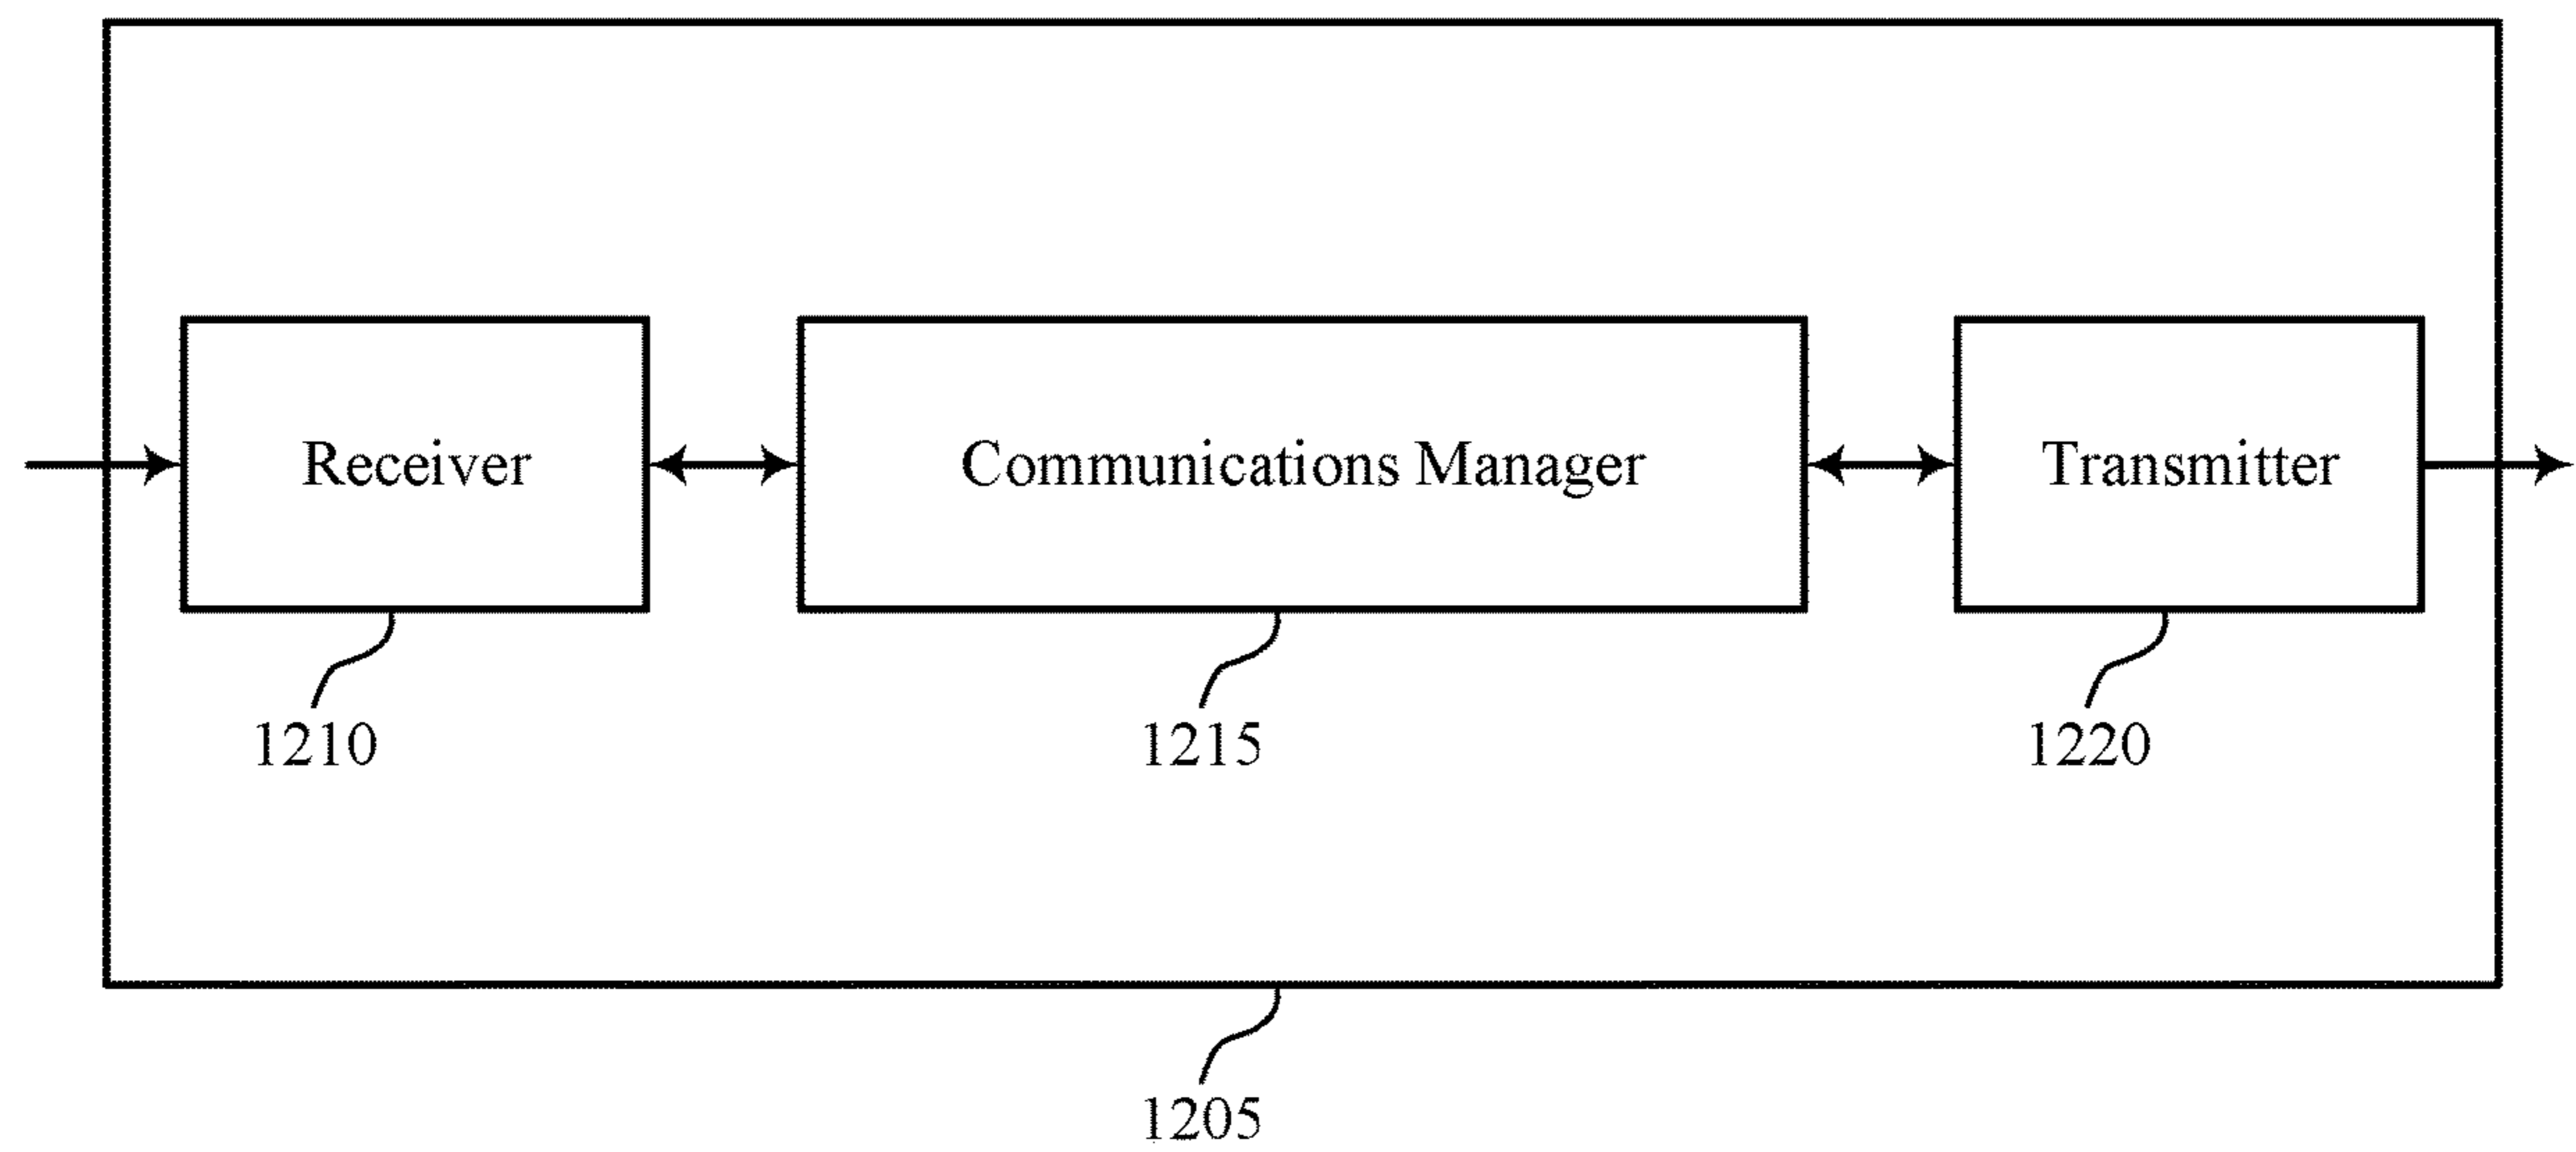 Receiver
Communications Manager
Transmitter
1210
1215
1220
1205